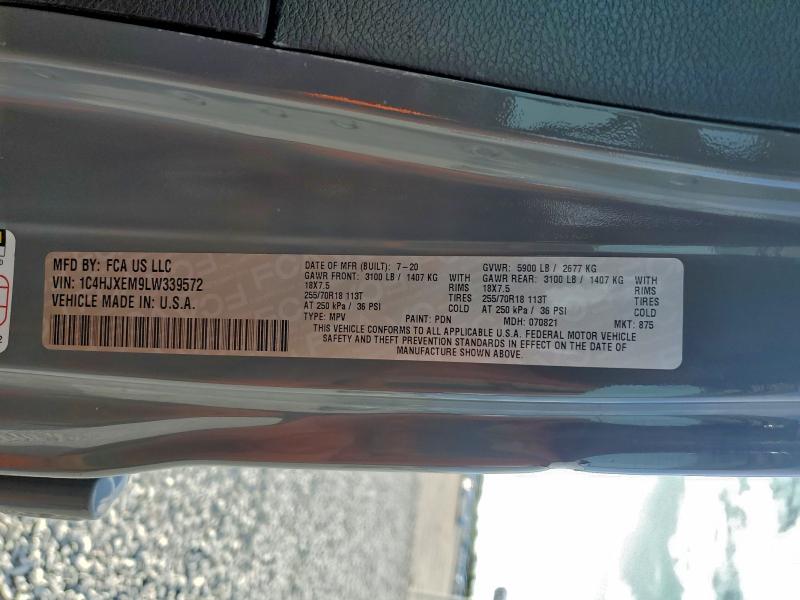 MFD BY: FCA US LLC
VIN: 1C4HJXEM9LW339572
VEHICLE MADE IN: U.S.A.
DATE OF MFR (BUILT): 7-20
GAWR FRONT: 3100 LB / 1407 KG WITH
18X7.5 RIMS
255/70R18 113T TIRES
AT 250 kPa / 36 PSI COLD
TYPE: MPV
GVWR: 5900 LB / 2677 KG
GAWR REAR: 3100 LB / 1407 KG WITH
18X7.5 RIMS
255/70R18 113T TIRES
AT 250 kPa / 36 PSI COLD
PAINT: PDN MDH: 070821 MKT: 875
THIS VEHICLE CONFORMS TO ALL APPLICABLE U.S.A. FEDERAL MOTOR VEHICLE
SAFETY AND THEFT PREVENTION STANDARDS IN EFFECT ON THE DATE OF
MANUFACTURE SHOWN ABOVE.